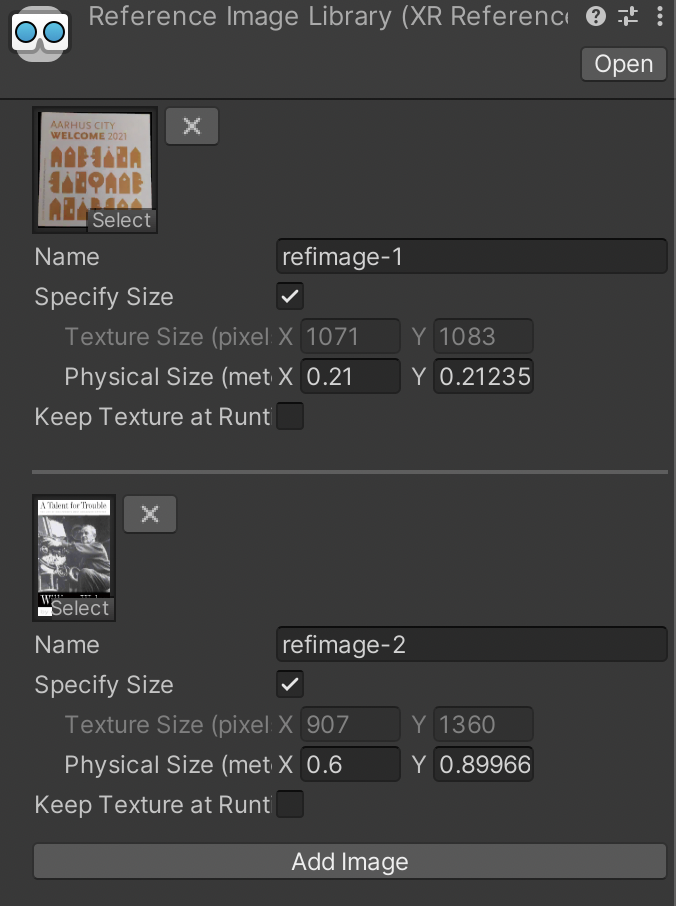 Reference Image Library (XR Referenc
Open
AARHUS CITY
WELCOME 2021
Select
Name refimage-1
Specify Size
Texture Size (pixel X 1071 Y 1083
Physical Size (met X 0.21 Y 0.21235
Keep Texture at Runt
A Talent for Trouble
Select
Name refimage-2
Specify Size
Texture Size (pixel X 907 Y 1360
Physical Size (met X 0.6 Y 0.89966
Keep Texture at Runt
Add Image